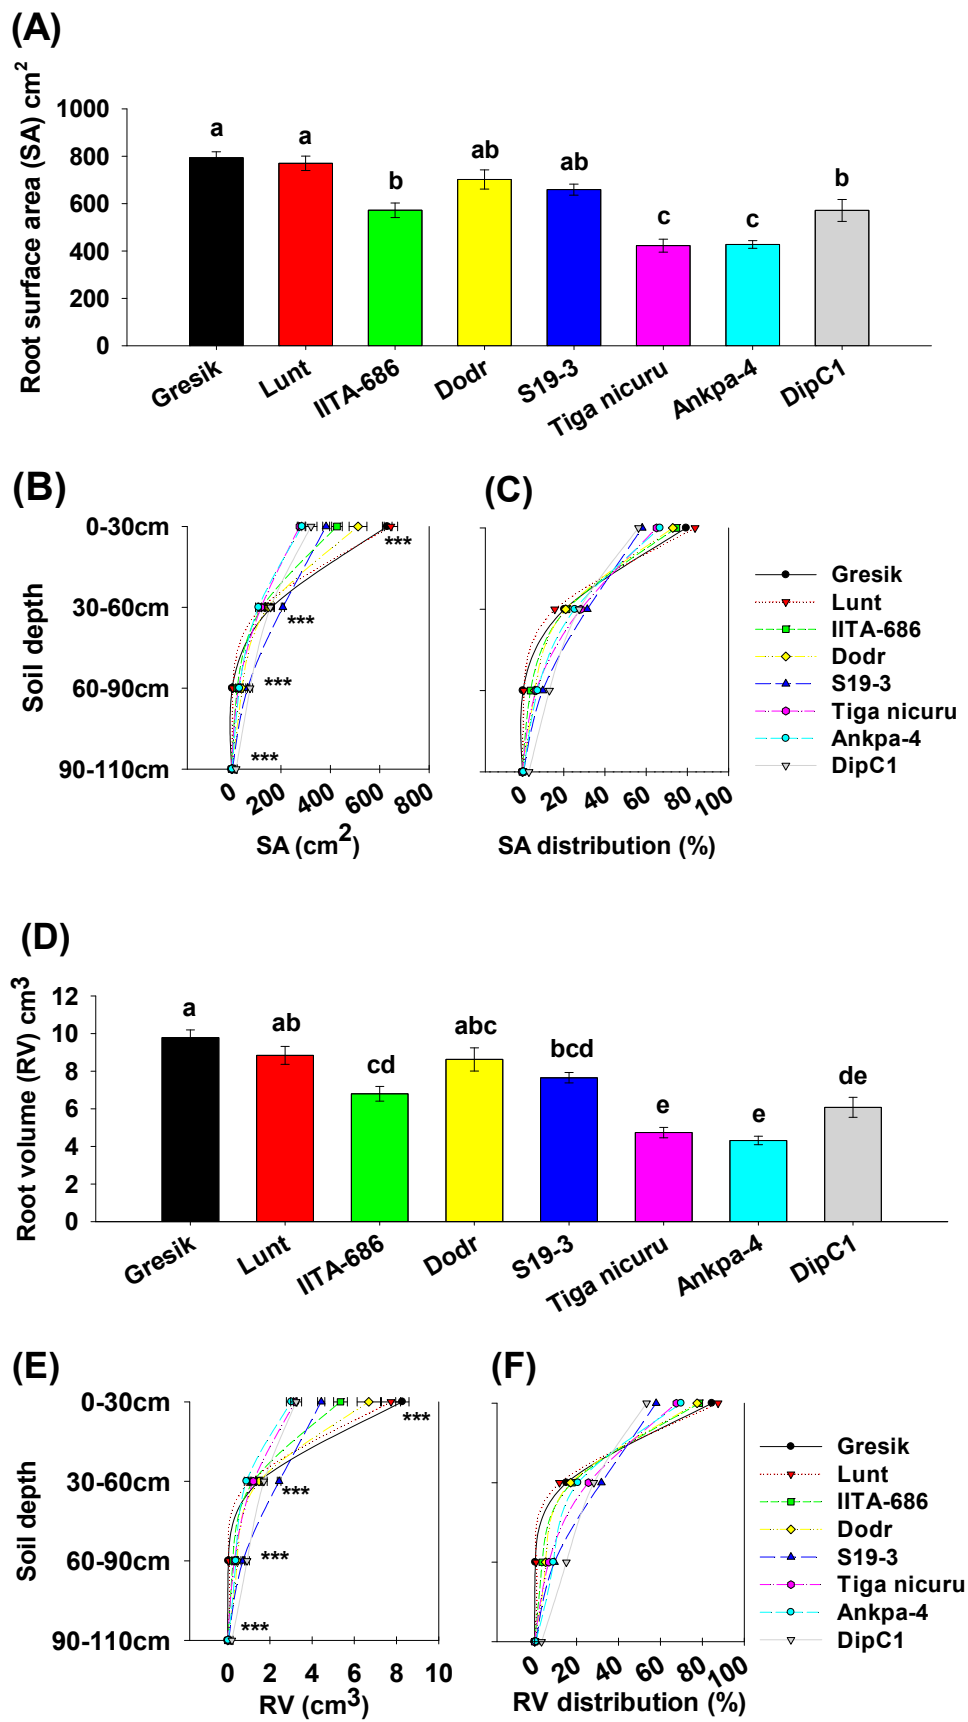 (A)
Root surface area (SA) cm²
1000
800
600
400
200
0
a
a
b
ab
ab
c
c
b
Gresik
Lunt
IITA-686
Dodr
S19-3
Tiga nicuru
Ankpa-4
DipC1
(B)
Soil depth
0-30cm
30-60cm
60-90cm
90-110cm
***
***
***
***
0 200 400 600 800
SA (cm²)
(C)
0 20 40 60 80 100
SA distribution (%)
Gresik
Lunt
IITA-686
Dodr
S19-3
Tiga nicuru
Ankpa-4
DipC1
(D)
Root volume (RV) cm³
12
10
8
6
4
2
0
a
ab
cd
abc
bcd
e
e
de
Gresik
Lunt
IITA-686
Dodr
S19-3
Tiga nicuru
Ankpa-4
DipC1
(E)
Soil depth
0-30cm
30-60cm
60-90cm
90-110cm
***
***
***
***
0 2 4 6 8 10
RV (cm³)
(F)
0 20 40 60 80 100
RV distribution (%)
Gresik
Lunt
IITA-686
Dodr
S19-3
Tiga nicuru
Ankpa-4
DipC1